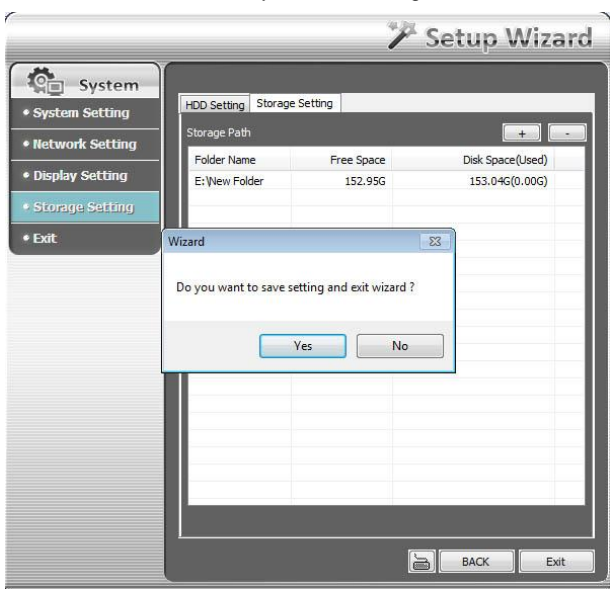 Setup Wizard
System
• System Setting
• Network Setting
• Display Setting
• Storage Setting
• Exit
HDD Setting Storage Setting
Storage Path + -
Folder Name Free Space Disk Space(Used)
E:\New Folder 152.95G 153.04G(0.00G)
Wizard
Do you want to save setting and exit wizard ?
Yes No
BACK Exit